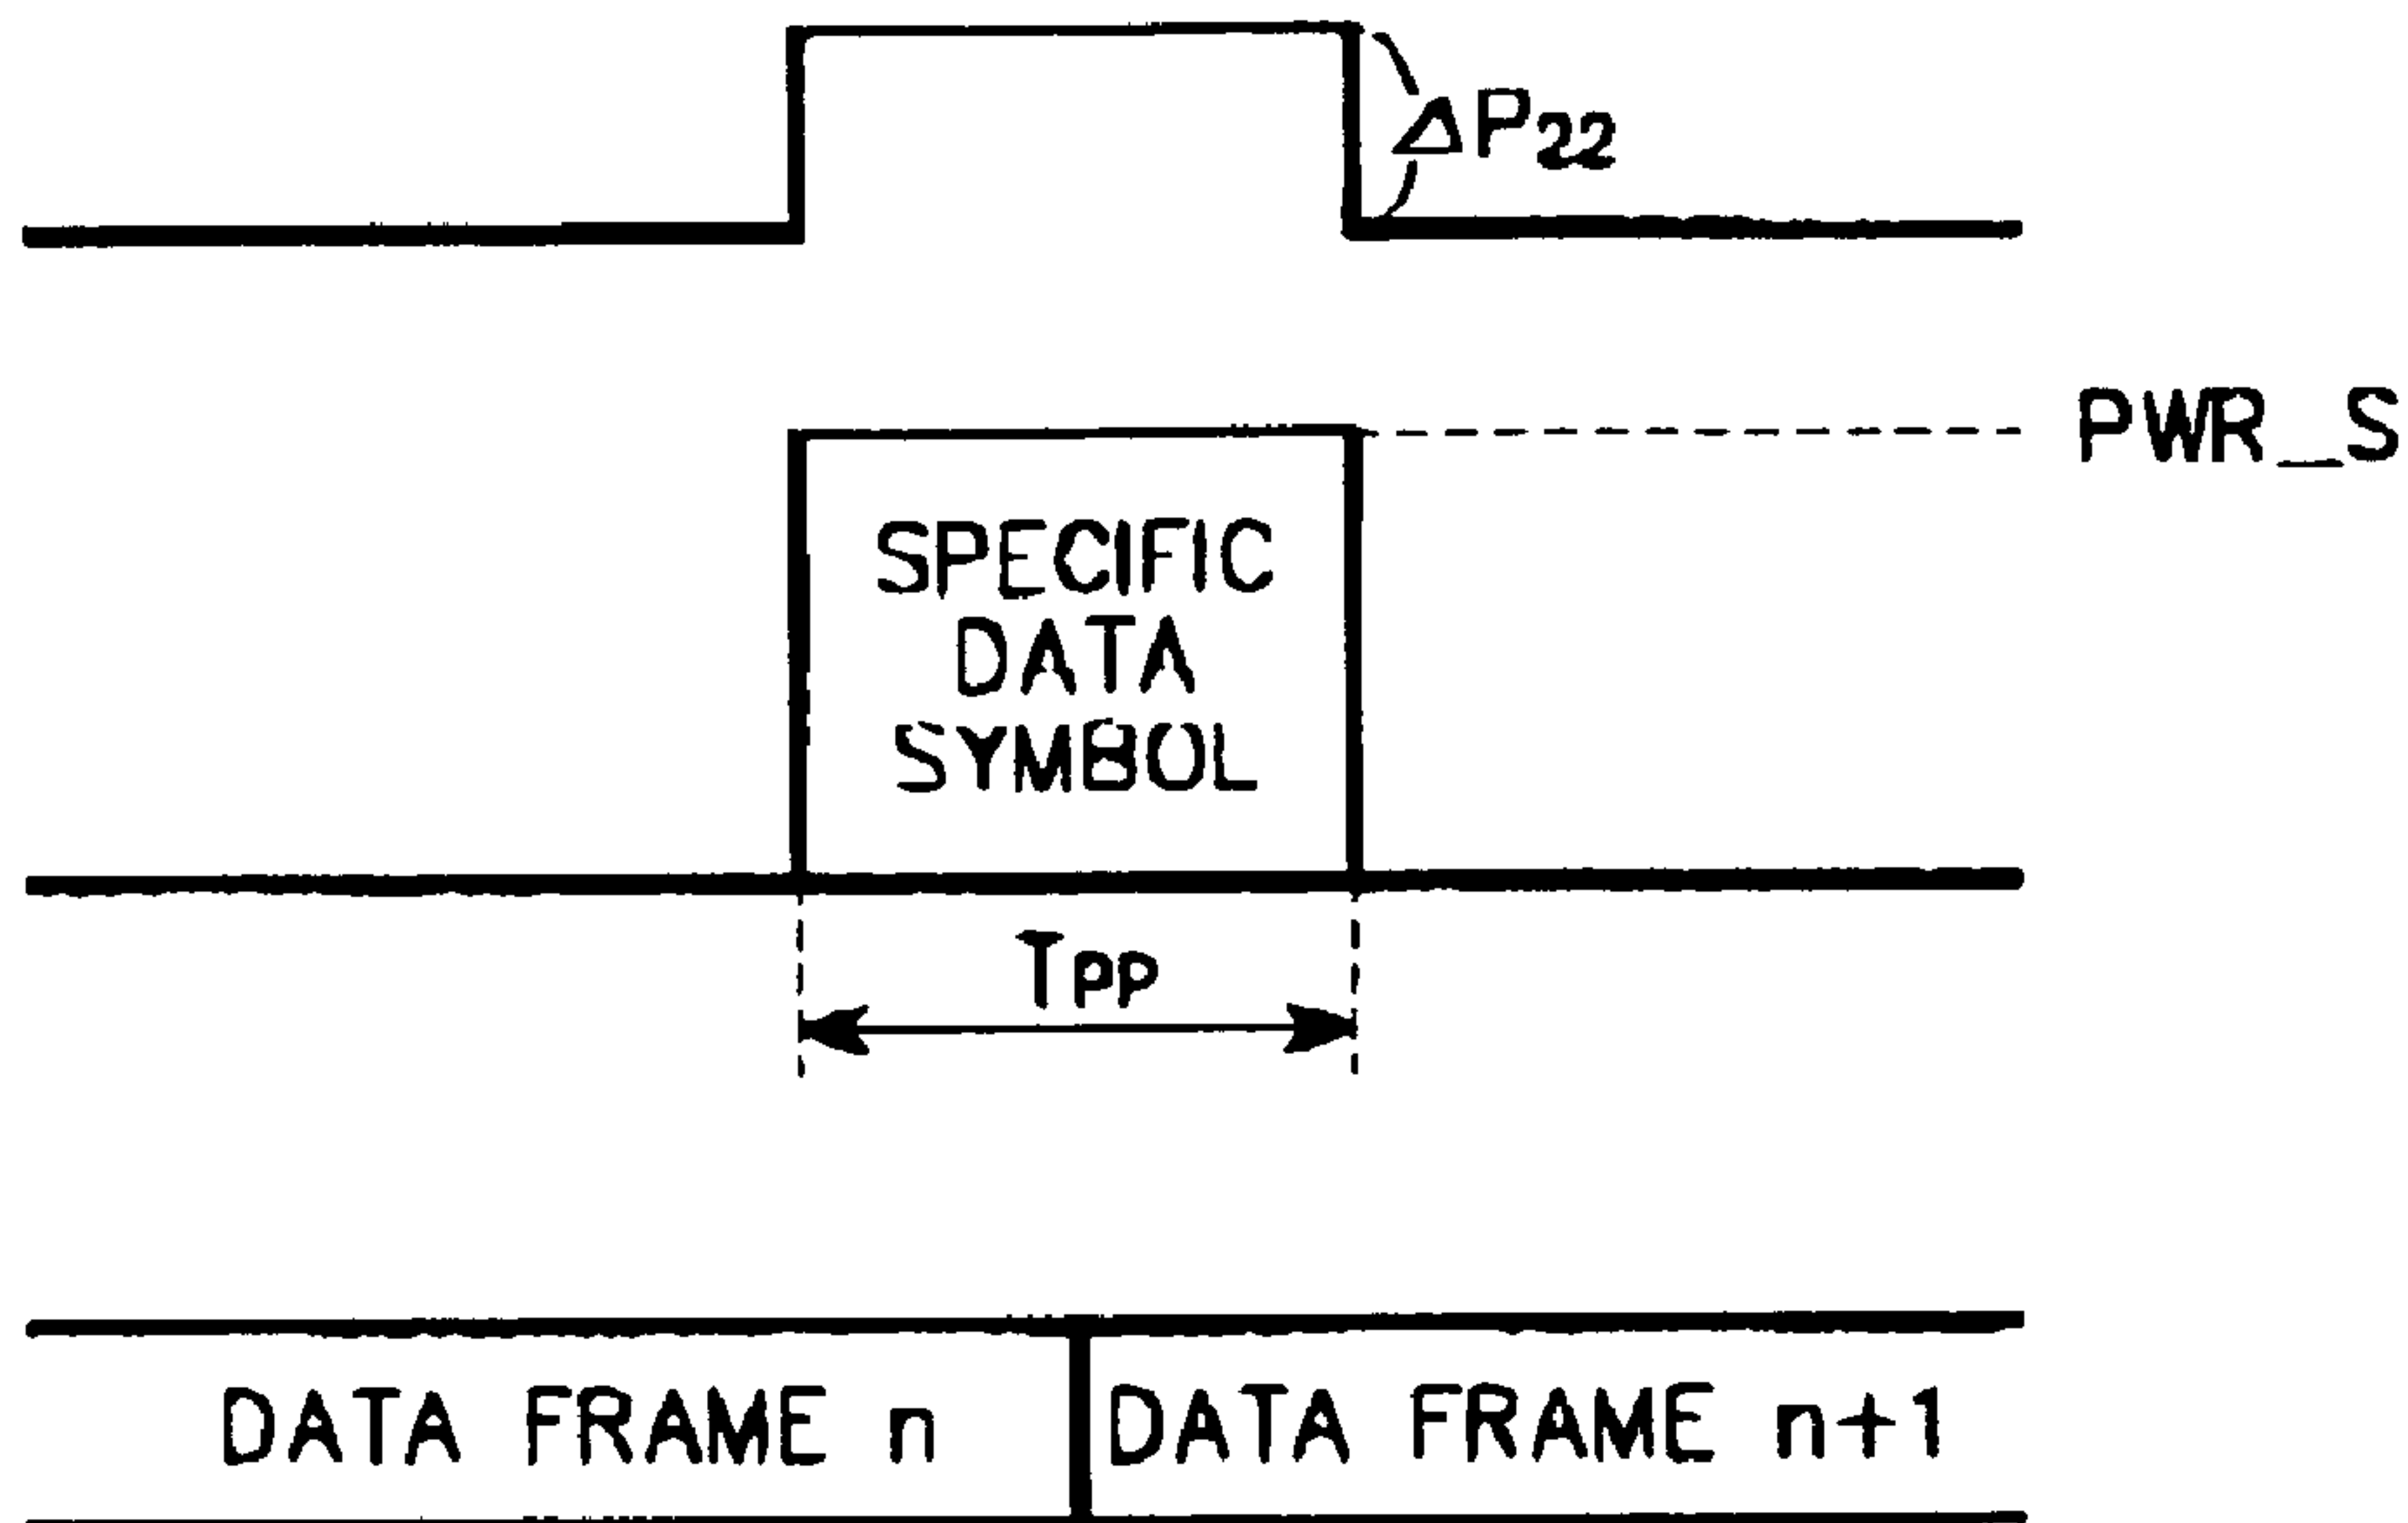 ΔP22
PWR_S
SPECIFIC
DATA
SYMBOL
TPP
DATA FRAME n
DATA FRAME n+1